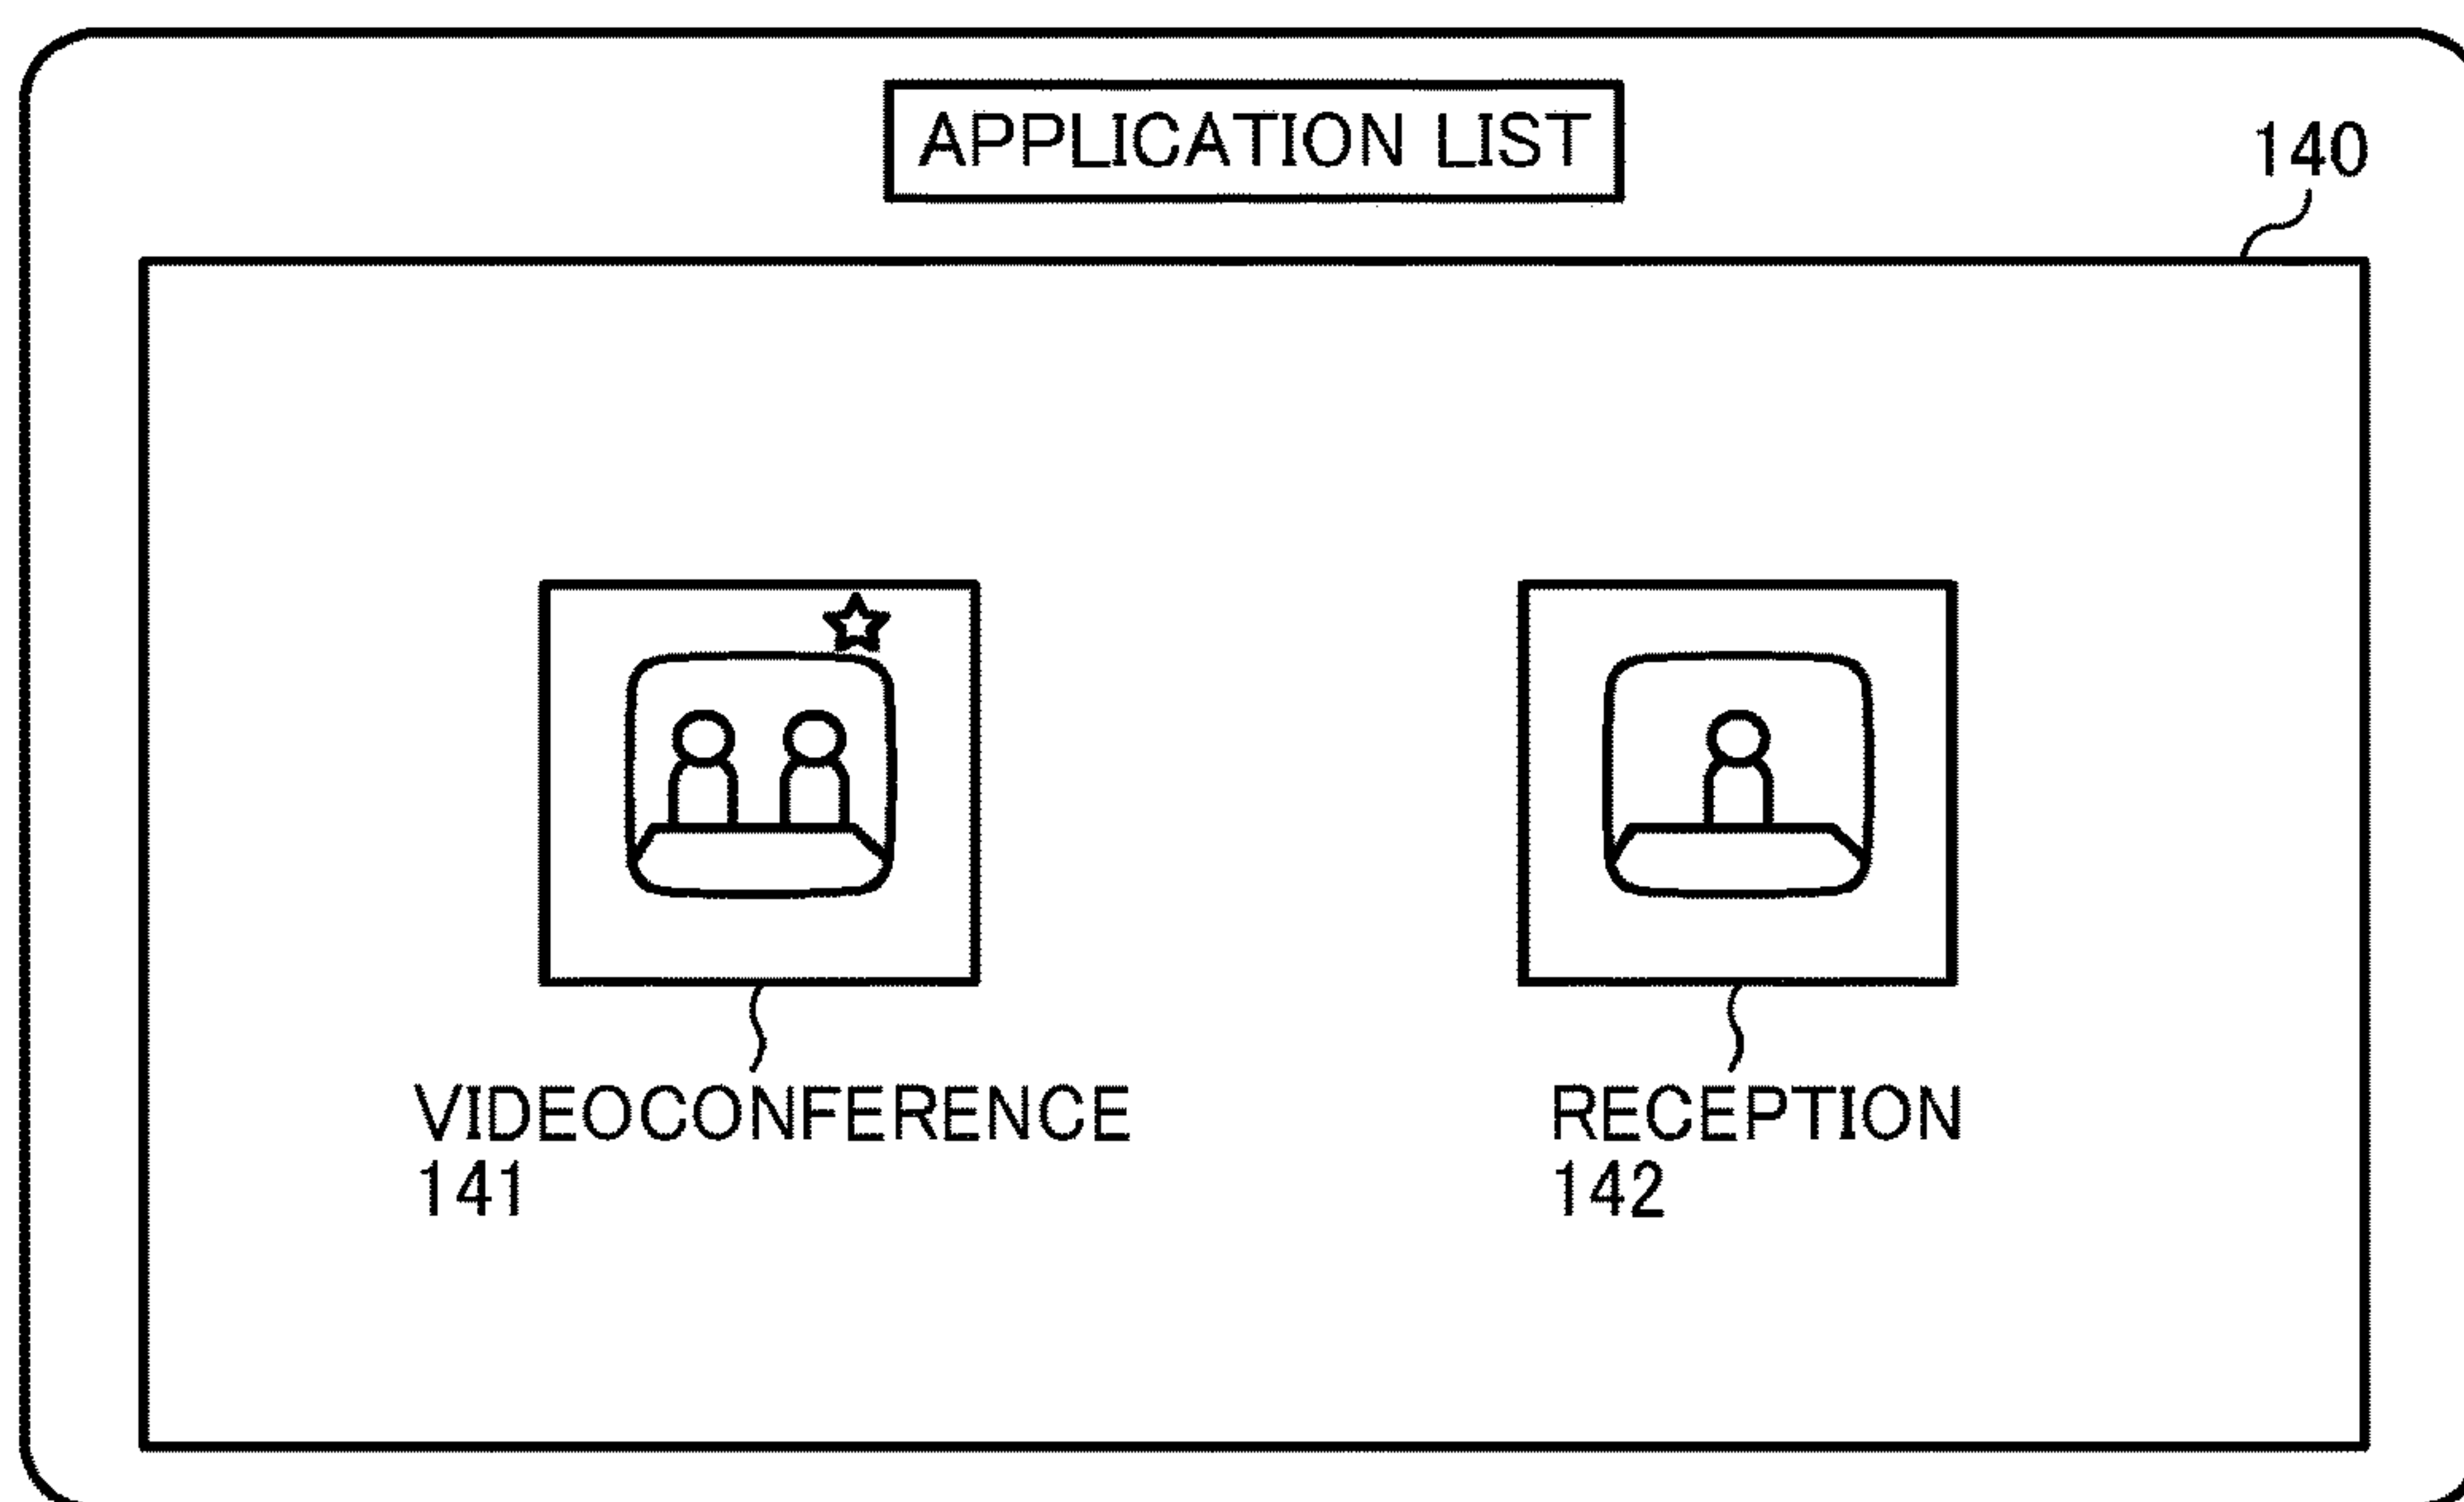 APPLICATION LIST
140
VIDEOCONFERENCE
141
RECEPTION
142